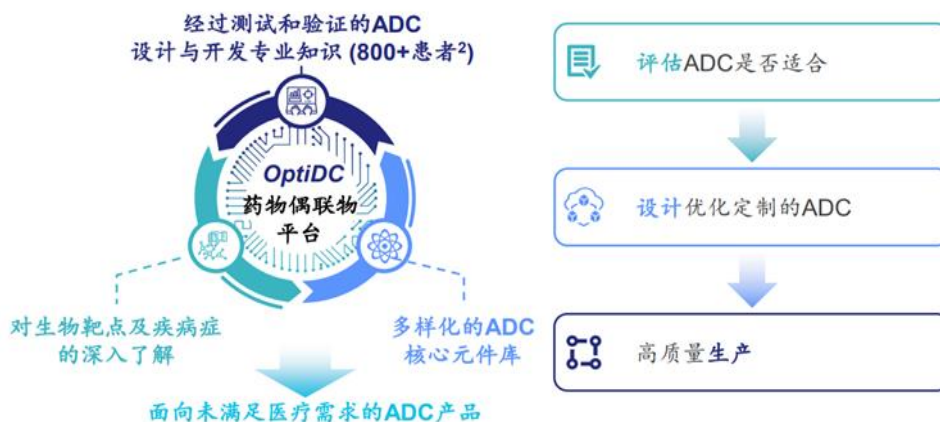 经过测试和验证的ADC
设计与开发专业知识 (800+患者²)
OptiDC
药物偶联物
平台
对生物靶点及疾病症
的深入了解
多样化的ADC
核心元件库
面向未满足医疗需求的ADC产品
评估ADC是否适合
设计优化定制的ADC
高质量生产